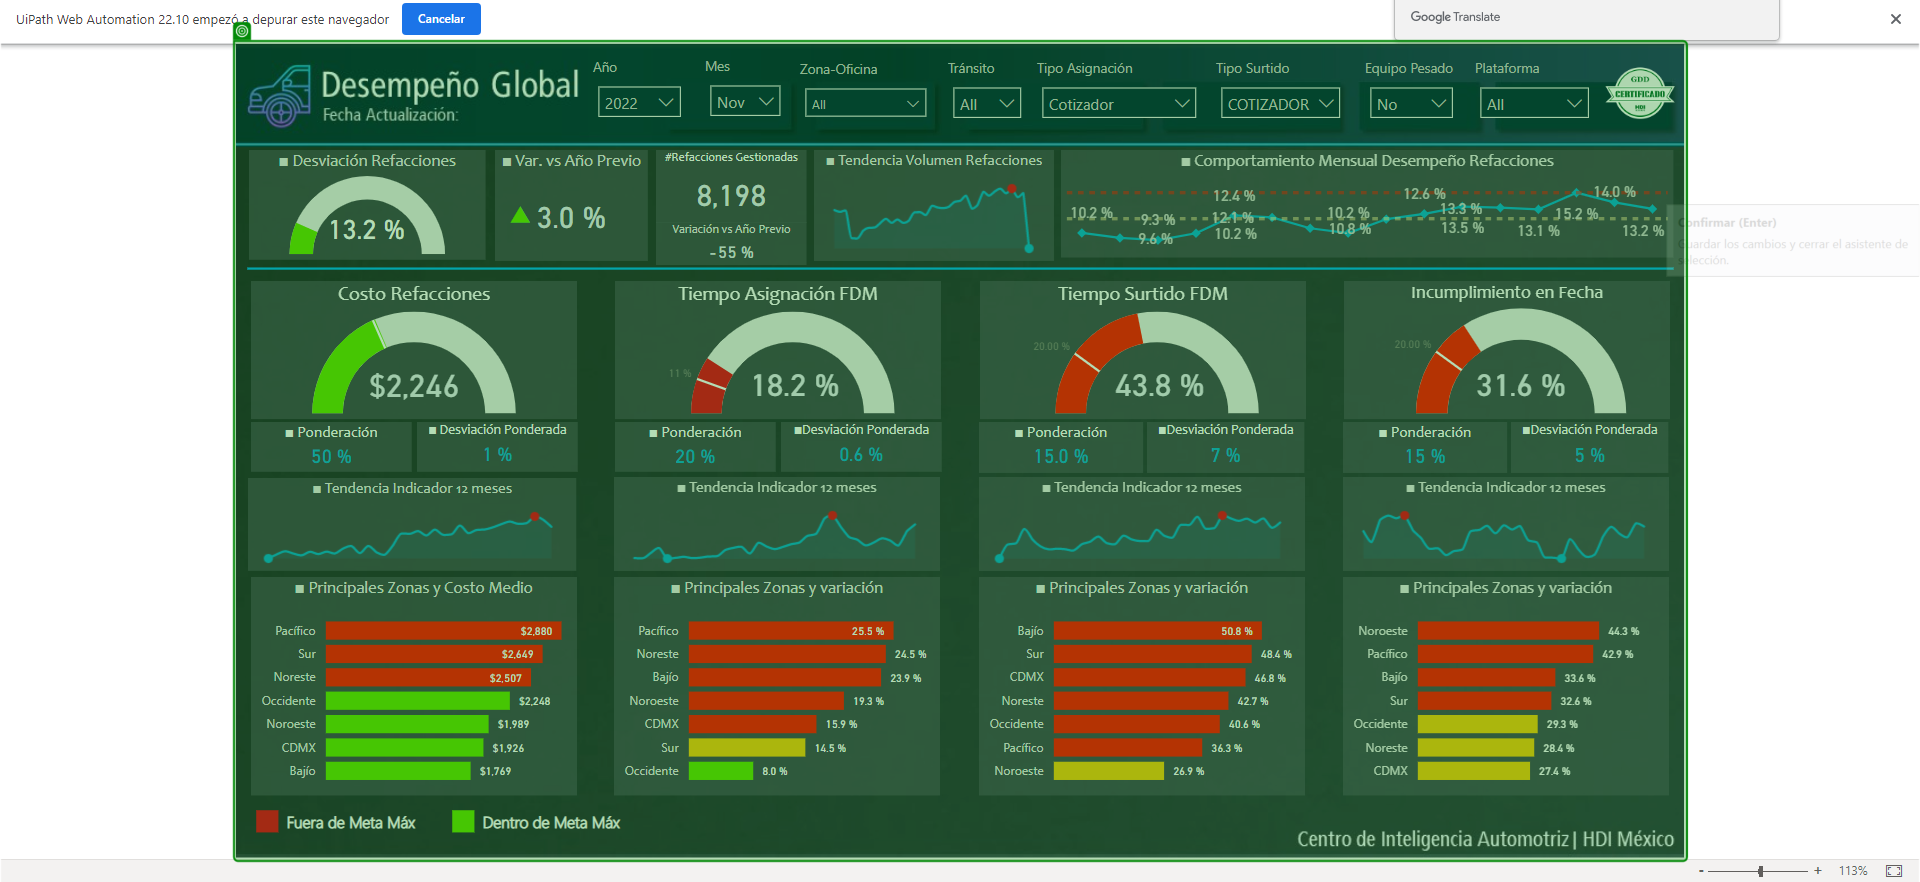 UiPath Web Automation 22.10 empezó a depurar este navegador
Cancelar
Google Translate
Desempeño Global
Fecha Actualización:
Año
2022
Mes
Nov
Zona-Oficina
All
Tránsito
All
Tipo Asignación
Cotizador
Tipo Surtido
COTIZADOR
Equipo Pesado
No
Plataforma
All
GDD
CERTIFICADO
HDI
Desviación Refacciones
13.2 %
Var. vs Año Previo
3.0 %
#Refacciones Gestionadas
8,198
Variación vs Año Previo
-55 %
Tendencia Volumen Refacciones
Comportamiento Mensual Desempeño Refacciones
10.2 %
9.3 %
9.6 %
12.4 %
12.1 %
10.2 %
10.2 %
10.8 %
12.6 %
13.3 %
13.5 %
13.1 %
15.2 %
14.0 %
13.2 %
Confirmar (Enter)
Guardar los cambios y cerrar el asistente de
selección.
Costo Refacciones
$2,246
Ponderación
50 %
Desviación Ponderada
1 %
Tendencia Indicador 12 meses
Principales Zonas y Costo Medio
Pacífico $2,880
Sur $2,649
Noreste $2,507
Occidente $2,248
Noroeste $1,989
CDMX $1,926
Bajío $1,769
Tiempo Asignación FDM
11 %
18.2 %
Ponderación
20 %
Desviación Ponderada
0.6 %
Tendencia Indicador 12 meses
Principales Zonas y variación
Pacífico 25.5 %
Noreste 24.5 %
Bajío 23.9 %
Noroeste 19.3 %
CDMX 15.9 %
Sur 14.5 %
Occidente 8.0 %
Tiempo Surtido FDM
20.00 %
43.8 %
Ponderación
15.0 %
Desviación Ponderada
7 %
Tendencia Indicador 12 meses
Principales Zonas y variación
Bajío 50.8 %
Sur 48.4 %
CDMX 46.8 %
Noreste 42.7 %
Occidente 40.6 %
Pacífico 36.3 %
Noroeste 26.9 %
Incumplimiento en Fecha
20.00 %
31.6 %
Ponderación
15 %
Desviación Ponderada
5 %
Tendencia Indicador 12 meses
Principales Zonas y variación
Noroeste 44.3 %
Pacífico 42.9 %
Bajío 33.6 %
Sur 32.6 %
Occidente 29.3 %
Noreste 28.4 %
CDMX 27.4 %
Fuera de Meta Máx
Dentro de Meta Máx
Centro de Inteligencia Automotriz| HDI México
- + 113%